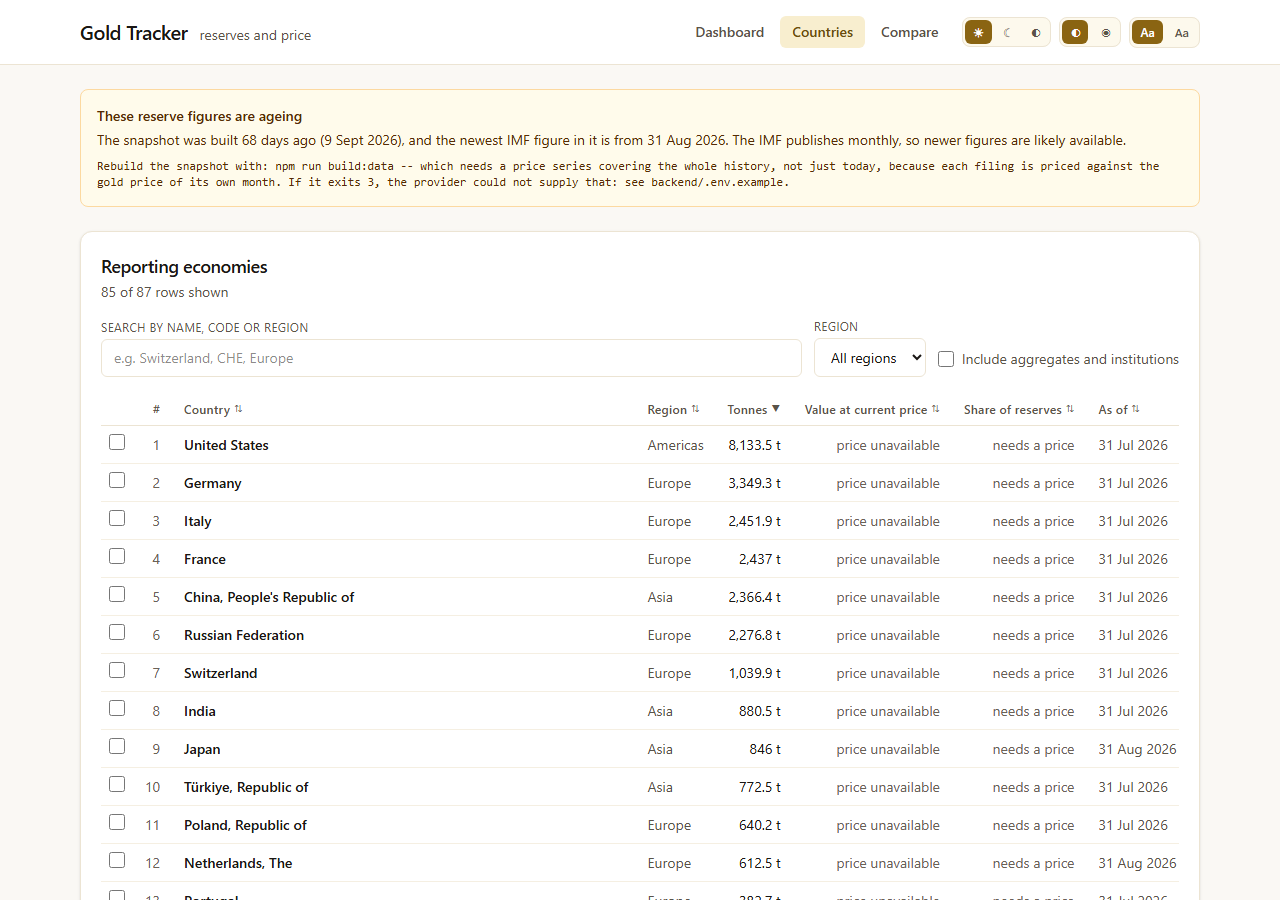 Gold Tracker reserves and price Dashboard Countries Compare ☀ ☾ ◐ ◐ ◉ Aa Aa
These reserve figures are ageing
The snapshot was built 68 days ago (9 Sept 2026), and the newest IMF figure in it is from 31 Aug 2026. The IMF publishes monthly, so newer figures are likely available.
Rebuild the snapshot with: npm run build:data -- which needs a price series covering the whole history, not just today, because each filing is priced against the
gold price of its own month. If it exits 3, the provider could not supply that: see backend/.env.example.
Reporting economies
85 of 87 rows shown
SEARCH BY NAME, CODE OR REGION REGION
e.g. Switzerland, CHE, Europe All regions Include aggregates and institutions
# Country ⇅ Region ⇅ Tonnes ▼ Value at current price ⇅ Share of reserves ⇅ As of ⇅
1 United States Americas 8,133.5 t price unavailable needs a price 31 Jul 2026
2 Germany Europe 3,349.3 t price unavailable needs a price 31 Jul 2026
3 Italy Europe 2,451.9 t price unavailable needs a price 31 Jul 2026
4 France Europe 2,437 t price unavailable needs a price 31 Jul 2026
5 China, People's Republic of Asia 2,366.4 t price unavailable needs a price 31 Jul 2026
6 Russian Federation Europe 2,276.8 t price unavailable needs a price 31 Jul 2026
7 Switzerland Europe 1,039.9 t price unavailable needs a price 31 Jul 2026
8 India Asia 880.5 t price unavailable needs a price 31 Jul 2026
9 Japan Asia 846 t price unavailable needs a price 31 Aug 2026
10 Türkiye, Republic of Asia 772.5 t price unavailable needs a price 31 Jul 2026
11 Poland, Republic of Europe 640.2 t price unavailable needs a price 31 Jul 2026
12 Netherlands, The Europe 612.5 t price unavailable needs a price 31 Aug 2026
13 Portugal Europe 382.7 t price unavailable needs a price 31 Jul 2026